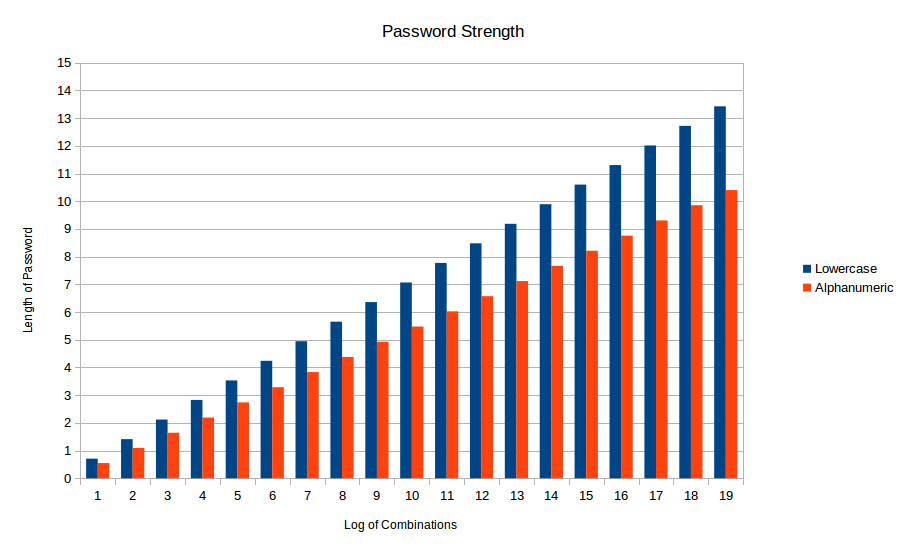 Password Strength
15
14
13
12
11
10
9
8
7
6
5
4
3
2
1
0
Length of Password
1 2 3 4 5 6 7 8 9 10 11 12 13 14 15 16 17 18 19
Log of Combinations
Lowercase
Alphanumeric